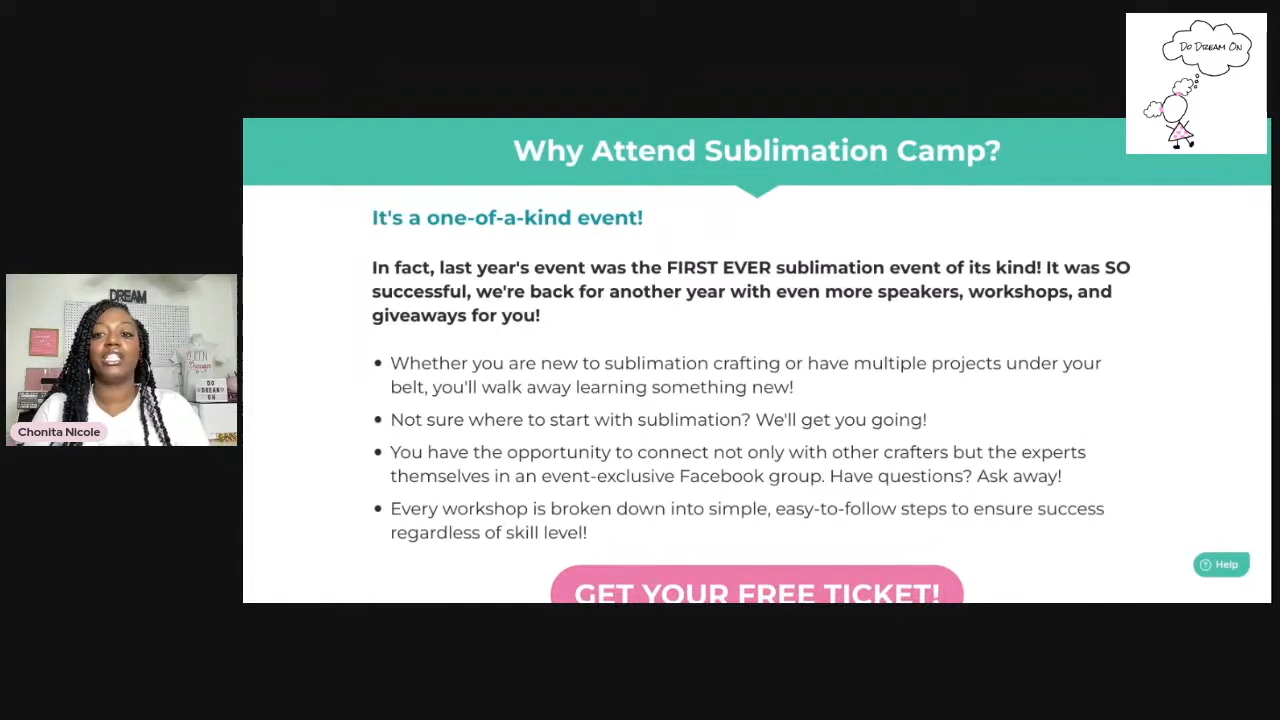 Do Dream On
Why Attend Sublimation Camp?
It's a one-of-a-kind event!
In fact, last year's event was the FIRST EVER sublimation event of its kind! It was SO
successful, we're back for another year with even more speakers, workshops, and
giveaways for you!
• Whether you are new to sublimation crafting or have multiple projects under your
belt, you'll walk away learning something new!
• Not sure where to start with sublimation? We'll get you going!
• You have the opportunity to connect not only with other crafters but the experts
themselves in an event-exclusive Facebook group. Have questions? Ask away!
• Every workshop is broken down into simple, easy-to-follow steps to ensure success
regardless of skill level!
GET YOUR FREE TICKET!
Help
DREAM
DO
DREAM
ON
Chonita Nicole